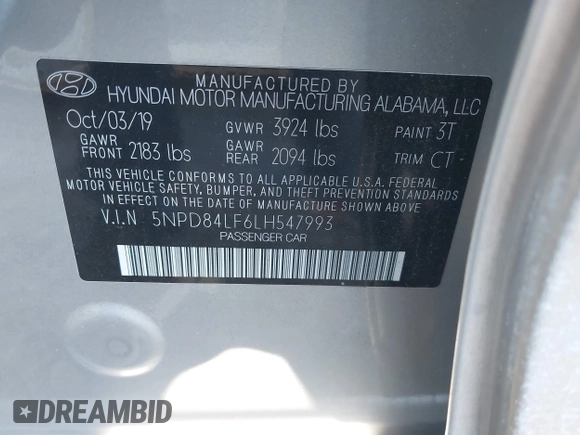 MANUFACTURED BY
HYUNDAI MOTOR MANUFACTURING ALABAMA, LLC
Oct/03/19 GVWR 3924 lbs PAINT 3T
GAWR FRONT 2183 lbs GAWR REAR 2094 lbs TRIM CT
THIS VEHICLE CONFORMS TO ALL APPLICABLE U.S.A. FEDERAL
MOTOR VEHICLE SAFETY, BUMPER, AND THEFT PREVENTION STANDARDS
IN EFFECT ON THE DATE OF MANUFACTURE SHOWN ABOVE.
V.I.N 5NPD84LF6LH547993
PASSENGER CAR
DREAMBID